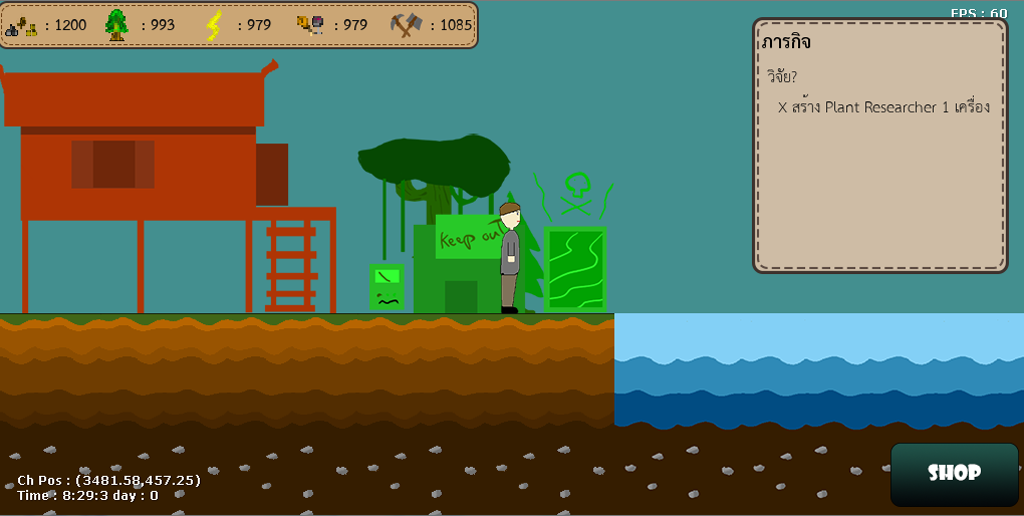 : 1200 : 993 : 979 : 979 : 1085
FPS : 60
ภารกิจ
วิจัย?
X สร้าง Plant Researcher 1 เครื่อง
Keep out
Ch Pos : (3481.58,457.25)
Time : 8:29:3 day : 0
SHOP